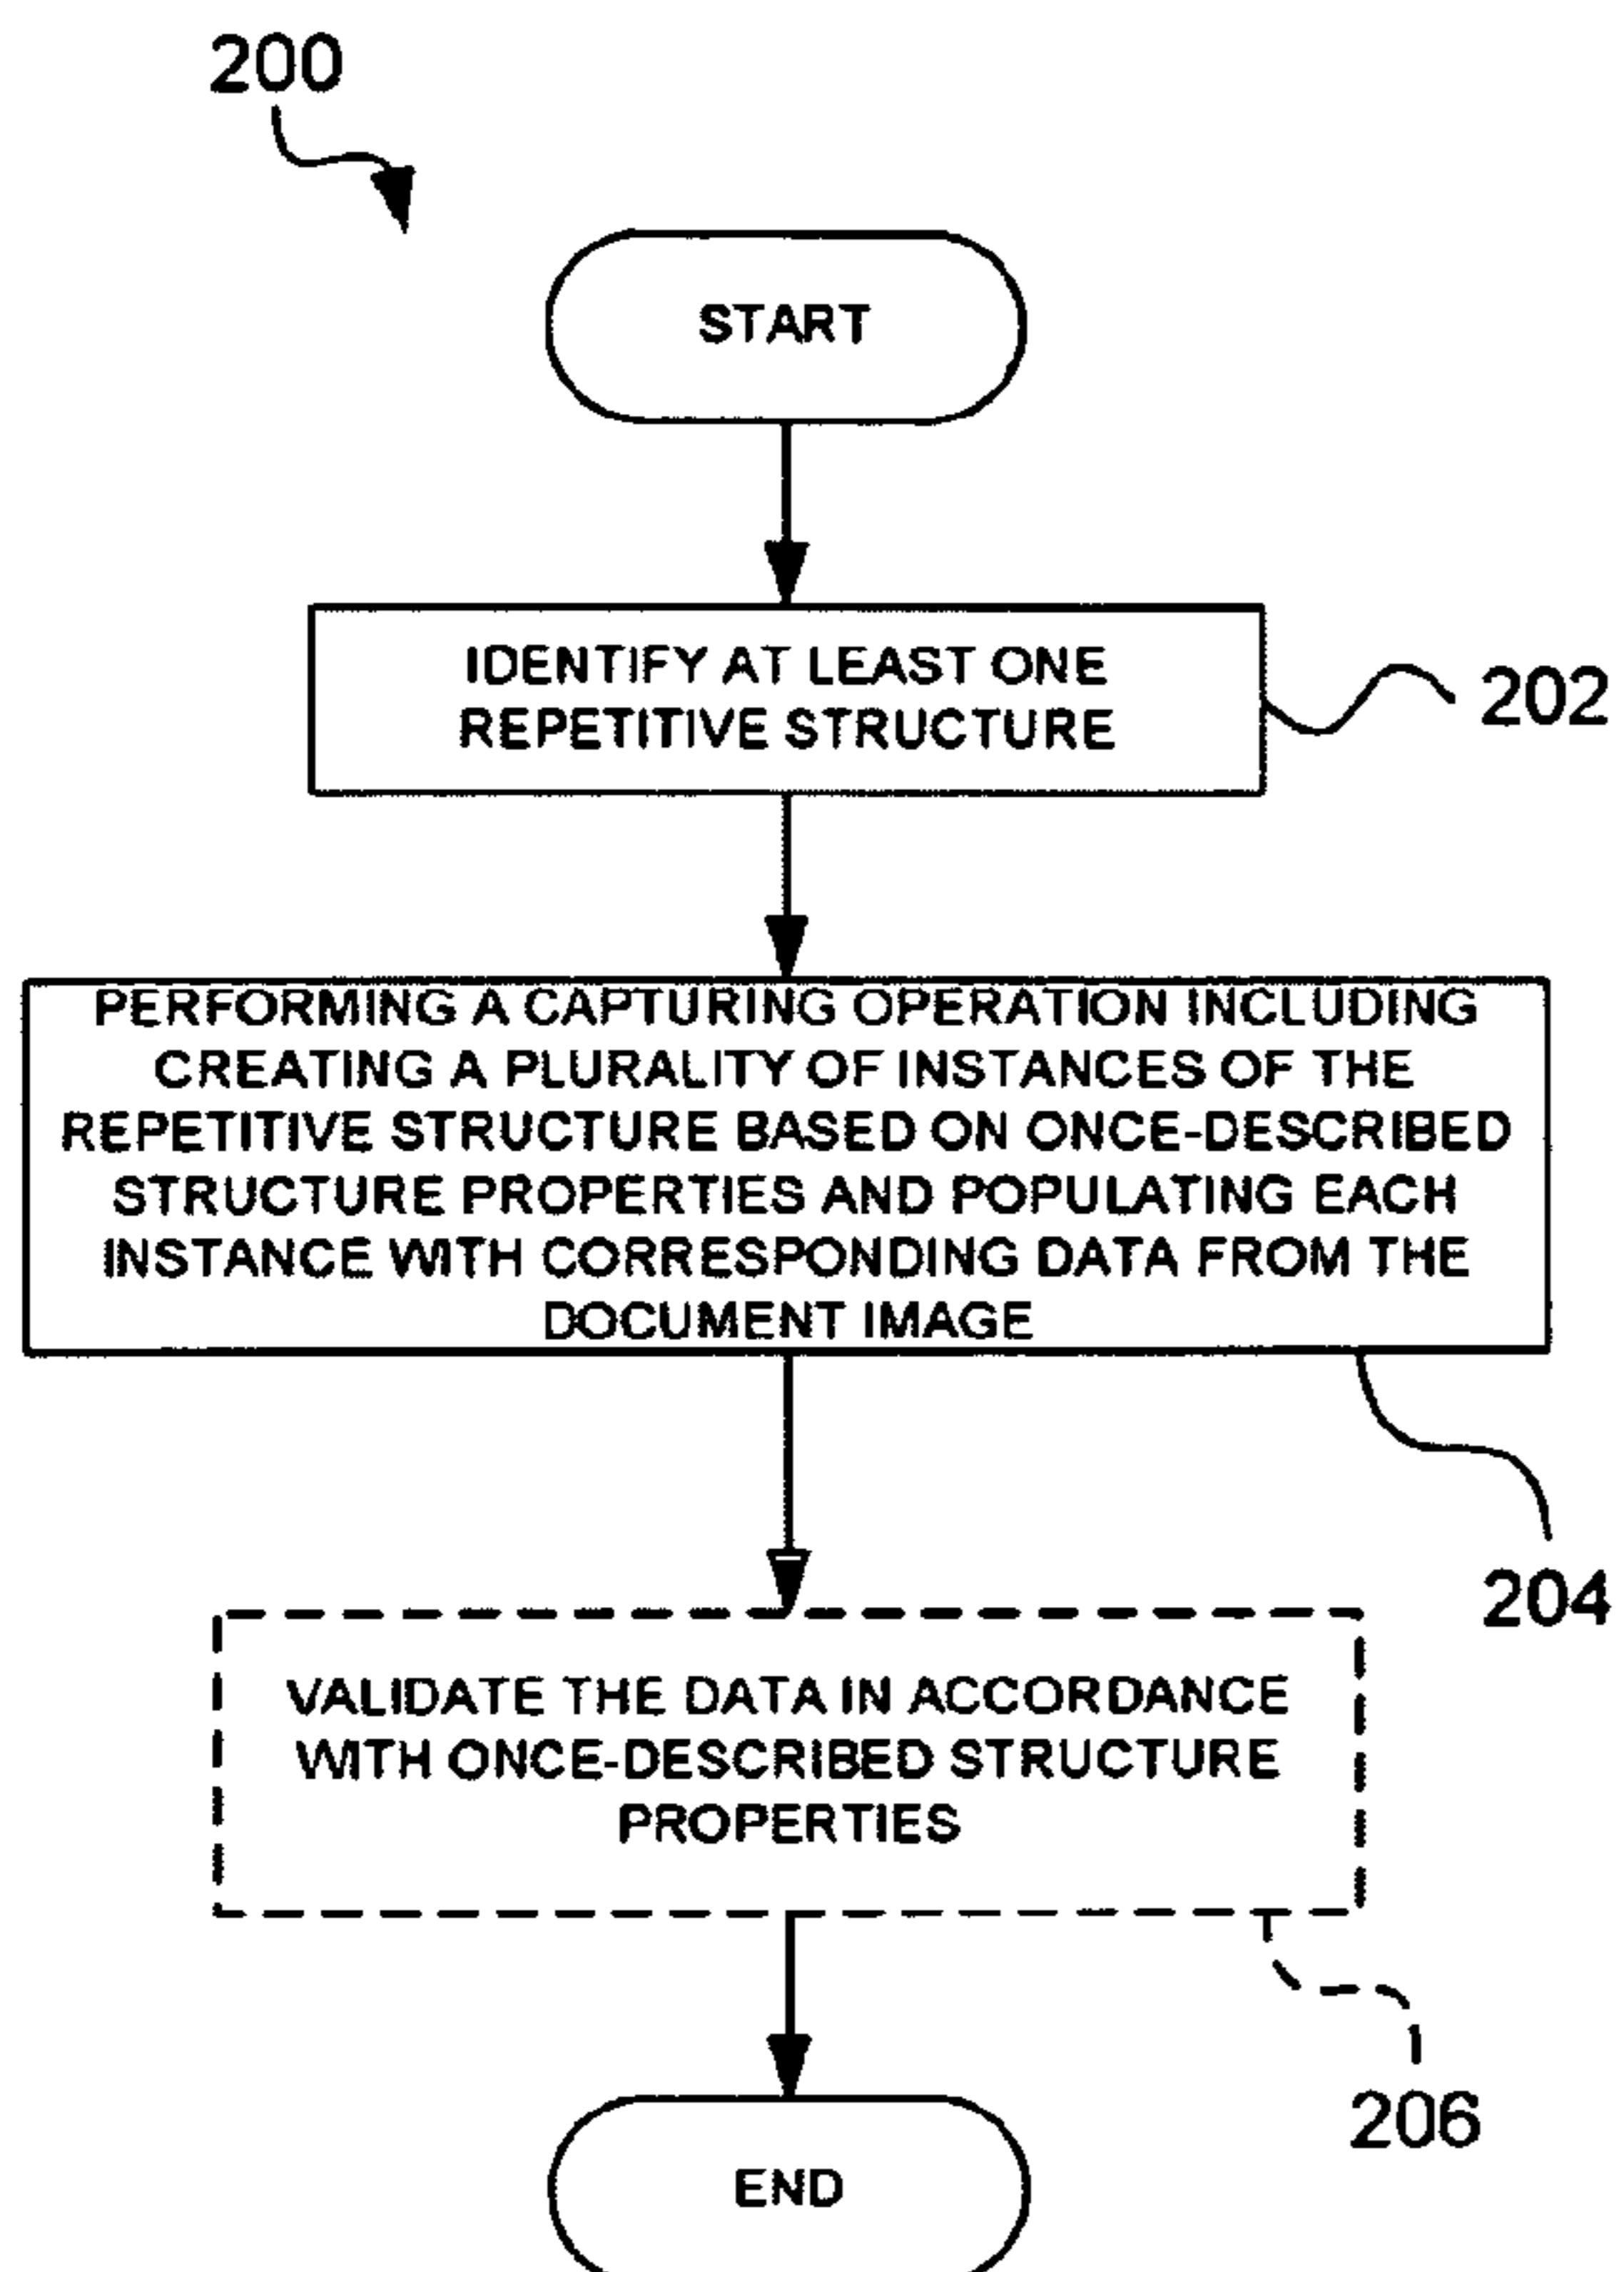 200
START
IDENTIFY AT LEAST ONE
REPETITIVE STRUCTURE
202
PERFORMING A CAPTURING OPERATION INCLUDING
CREATING A PLURALITY OF INSTANCES OF THE
REPETITIVE STRUCTURE BASED ON ONCE-DESCRIBED
STRUCTURE PROPERTIES AND POPULATING EACH
INSTANCE WITH CORRESPONDING DATA FROM THE
DOCUMENT IMAGE
204
VALIDATE THE DATA IN ACCORDANCE
WITH ONCE-DESCRIBED STRUCTURE
PROPERTIES
206
END